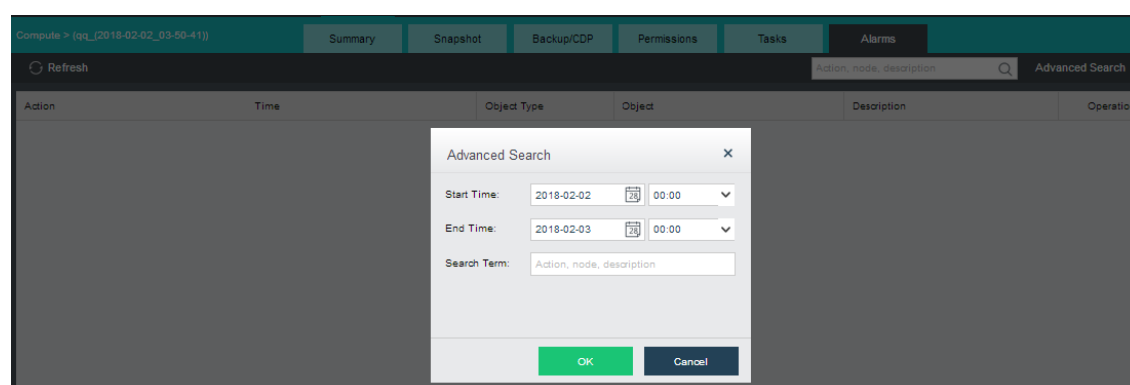 Compute > (qq_(2018-02-02_03-50-41)) Summary Snapshot Backup/CDP Permissions Tasks Alarms
Refresh Action, node, description Advanced Search
Action Time Object Type Object Description Operatio
Advanced Search
Start Time: 2018-02-02 28 00:00
End Time: 2018-02-03 28 00:00
Search Term: Action, node, description
OK Cancel